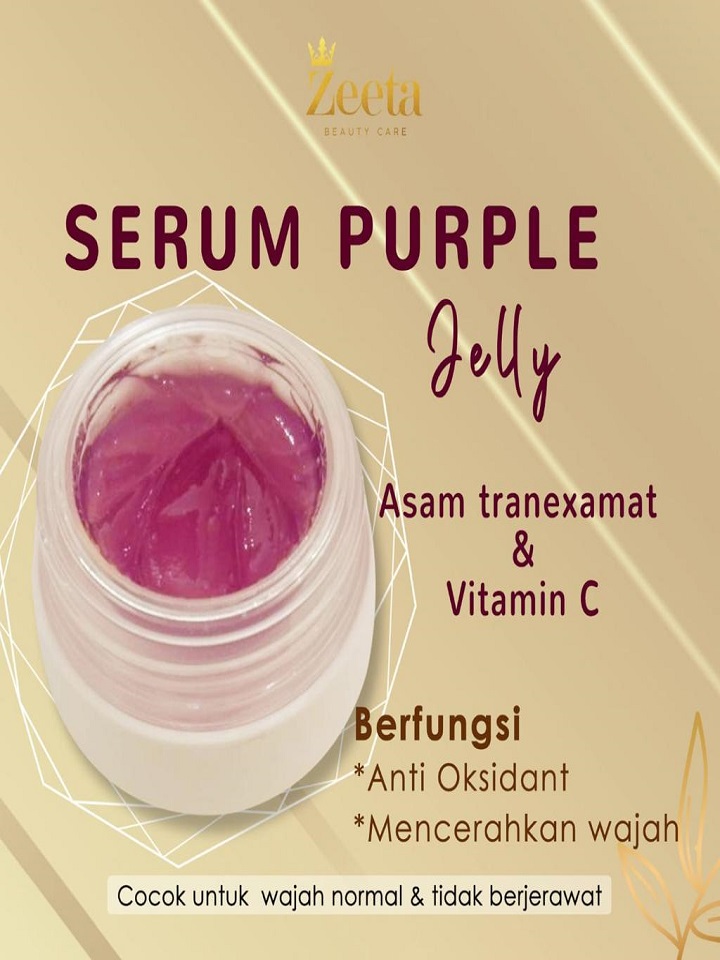 Zeeta
BEAUTY CARE
SERUM PURPLE
Jelly
Asam tranexamat
&
Vitamin C
Berfungsi
*Anti Oksidant
*Mencerahkan wajah
Cocok untuk wajah normal & tidak berjerawat